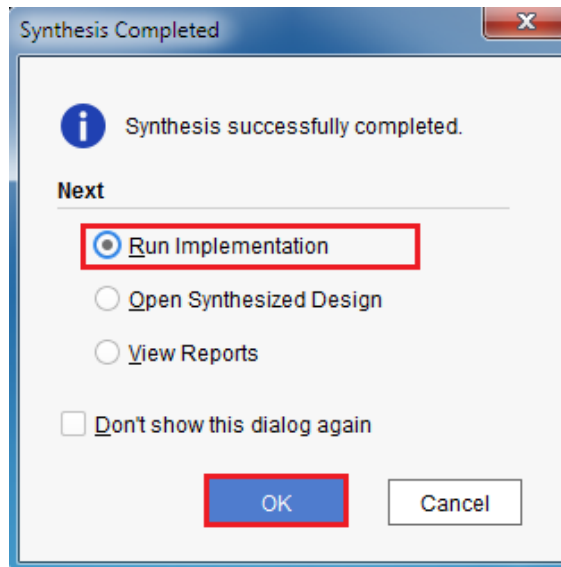 Synthesis Completed
Synthesis successfully completed.
Next
Run Implementation
Open Synthesized Design
View Reports
Don't show this dialog again
OK
Cancel